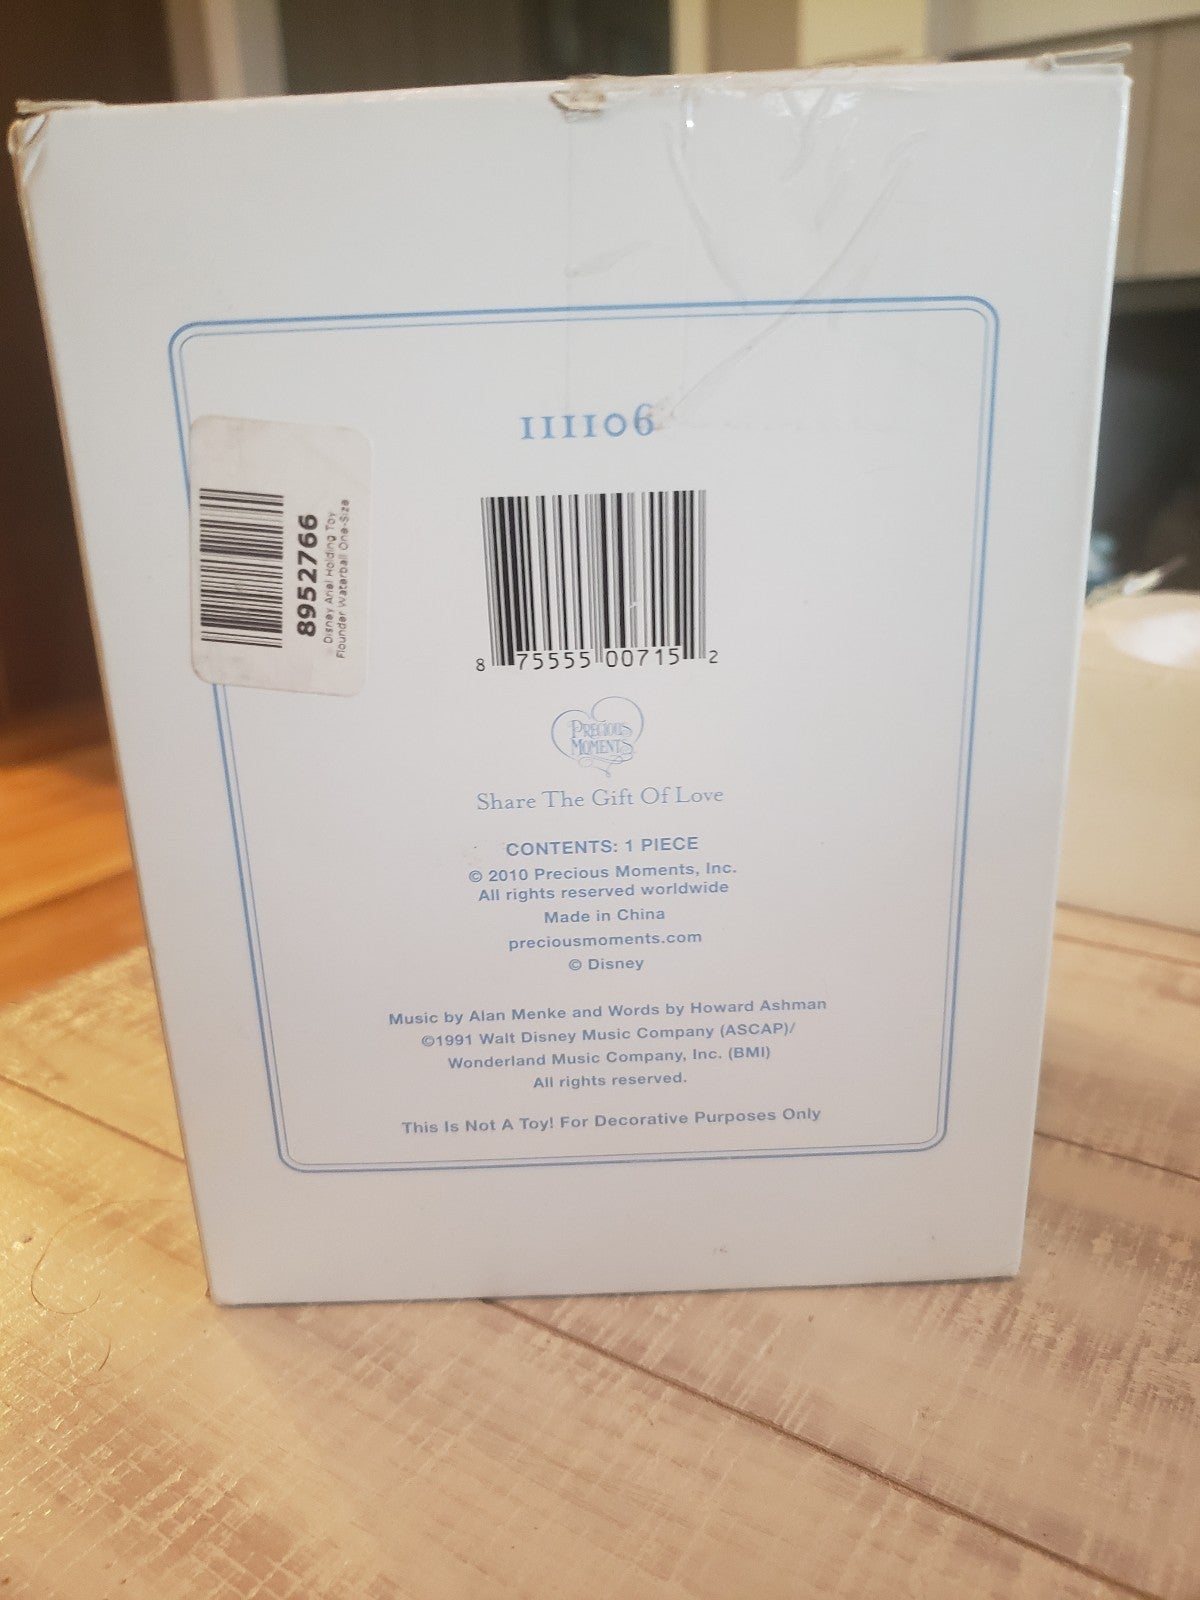 111106
8952766
Disney Ariel Holding Toy
Flounder Waterball One-Size
8 75555 00715 2
PRECIOUS
MOMENTS
Share The Gift Of Love
CONTENTS: 1 PIECE
© 2010 Precious Moments, Inc.
All rights reserved worldwide
Made in China
preciousmoments.com
© Disney
Music by Alan Menke and Words by Howard Ashman
©1991 Walt Disney Music Company (ASCAP)/
Wonderland Music Company, Inc. (BMI)
All rights reserved.
This Is Not A Toy! For Decorative Purposes Only